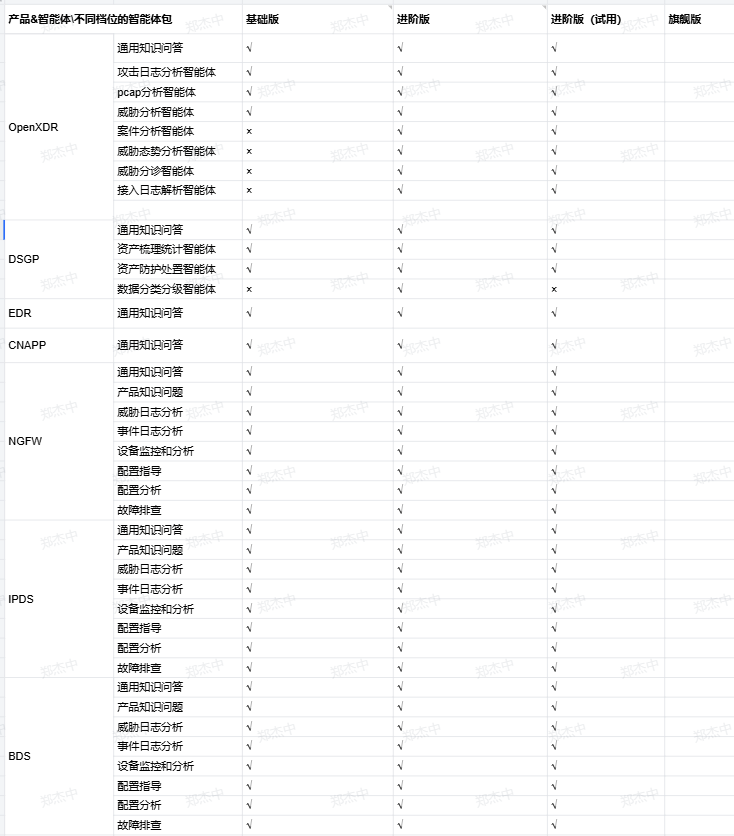 产品&智能体\不同档位的智能体包 基础版 进阶版 进阶版（试用） 旗舰版
OpenXDR
通用知识问答 √ √ √
攻击日志分析智能体 √ √ √
pcap分析智能体 √ √ √
威胁分析智能体 √ √ √
案件分析智能体 × √ √
威胁态势分析智能体 × √ √
威胁分诊智能体 × √ √
接入日志解析智能体 × √ √
√ √
DSGP
通用知识问答 √ √ √
资产梳理统计智能体 √ √ √
资产防护处置智能体 √ √ √
数据分类分级智能体 × √ ×
EDR 通用知识问答 √ √ √
CNAPP 通用知识问答 √ √ √
NGFW
通用知识问答 √ √ √
产品知识问题 √ √ √
威胁日志分析 √ √ √
事件日志分析 √ √ √
设备监控和分析 √ √ √
配置指导 √ √ √
配置分析 √ √ √
故障排查 √ √ √
IPDS
通用知识问答 √ √ √
产品知识问题 √ √ √
威胁日志分析 √ √ √
事件日志分析 √ √ √
设备监控和分析 √ √ √
配置指导 √ √ √
配置分析 √ √ √
故障排查 √ √ √
BDS
通用知识问答 √ √ √
产品知识问题 √ √ √
威胁日志分析 √ √ √
事件日志分析 √ √ √
设备监控和分析 √ √ √
配置指导 √ √ √
配置分析 √ √ √
故障排查 √ √ √
郑杰中